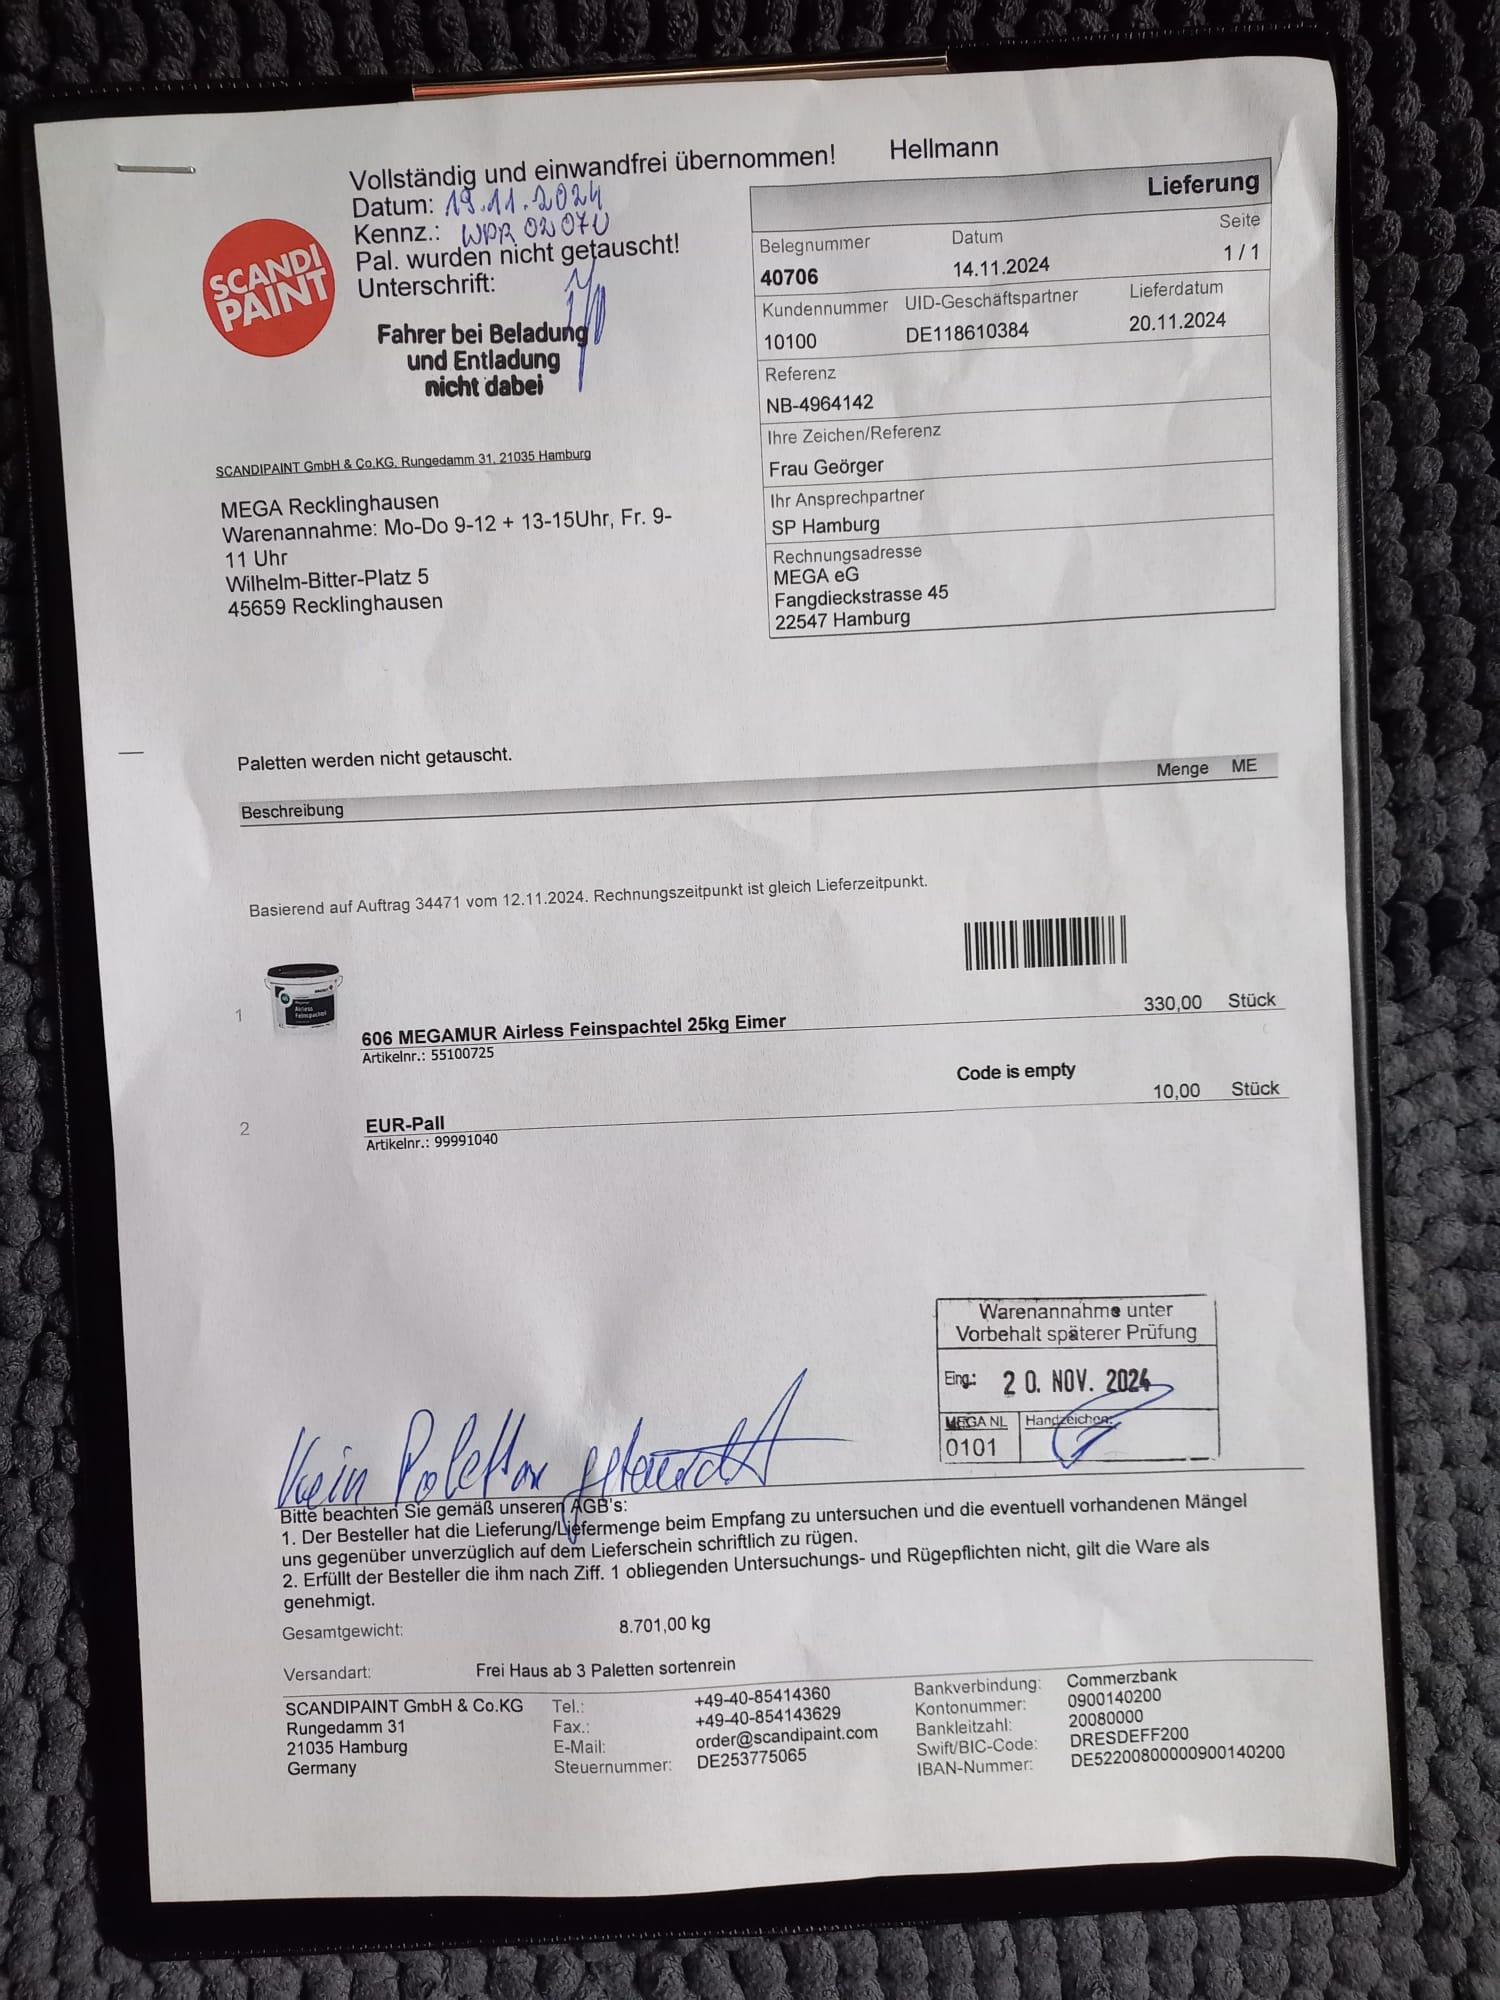 Vollständig und einwandfrei übernommen! Hellmann
Datum: 19.11.2024
Kennz.: WPR 02070
Pal. wurden nicht getauscht!
Unterschrift:
Fahrer bei Beladung
und Entladung
nicht dabei
SCANDI
PAINT
Lieferung
Belegnummer Datum Seite
40706 14.11.2024 1 / 1
Kundennummer UID-Geschäftspartner Lieferdatum
10100 DE118610384 20.11.2024
Referenz
NB-4964142
Ihre Zeichen/Referenz
Frau Geörger
Ihr Ansprechpartner
SP Hamburg
Rechnungsadresse
MEGA eG
Fangdieckstrasse 45
22547 Hamburg
SCANDIPAINT GmbH & Co.KG, Rungedamm 31, 21035 Hamburg
MEGA Recklinghausen
Warenannahme: Mo-Do 9-12 + 13-15Uhr, Fr. 9-
11 Uhr
Wilhelm-Bitter-Platz 5
45659 Recklinghausen
Paletten werden nicht getauscht.
Beschreibung Menge ME
Basierend auf Auftrag 34471 vom 12.11.2024. Rechnungszeitpunkt ist gleich Lieferzeitpunkt.
1 606 MEGAMUR Airless Feinspachtel 25kg Eimer 330,00 Stück
Artikelnr.: 55100725
Airless
Feinspachtel
Code is empty
2 EUR-Pall 10,00 Stück
Artikelnr.: 99991040
Warenannahme unter
Vorbehalt späterer Prüfung
Eing.: 20. NOV. 2024
MEGA NL Handzeichen:
0101
Kein Paletten getauscht
Bitte beachten Sie gemäß unseren AGB's:
1. Der Besteller hat die Lieferung/Liefermenge beim Empfang zu untersuchen und die eventuell vorhandenen Mängel
uns gegenüber unverzüglich auf dem Lieferschein schriftlich zu rügen.
2. Erfüllt der Besteller die ihm nach Ziff. 1 obliegenden Untersuchungs- und Rügepflichten nicht, gilt die Ware als
genehmigt.
Gesamtgewicht: 8.701,00 kg
Versandart: Frei Haus ab 3 Paletten sortenrein
SCANDIPAINT GmbH & Co.KG Tel.: +49-40-85414360 Bankverbindung: Commerzbank
Rungedamm 31 Fax.: +49-40-854143629 Kontonummer: 0900140200
21035 Hamburg E-Mail: order@scandipaint.com Bankleitzahl: 20080000
Germany Steuernummer: DE253775065 Swift/BIC-Code: DRESDEFF200
IBAN-Nummer: DE52200800000900140200